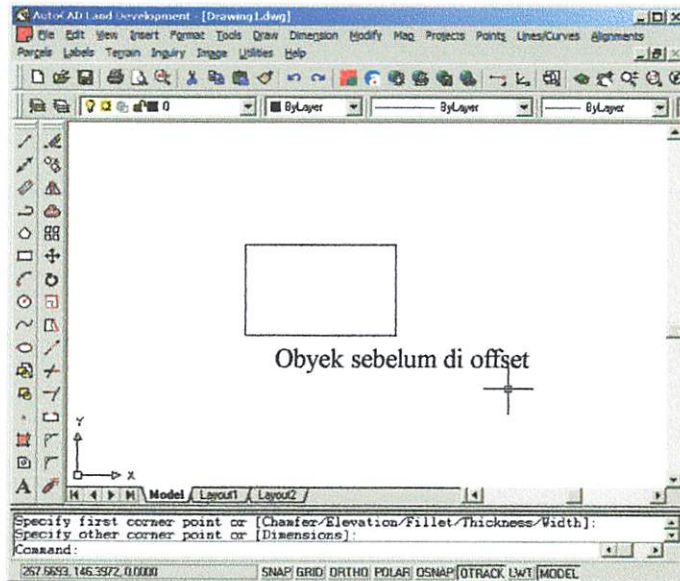 AutoCAD Land Development - [Drawing1.dwg]
File Edit View Insert Format Tools Draw Dimension Modify Map Projects Points Lines/Curves Alignments
Parcels Labels Terrain Inquiry Image Utilities Help
0 ByLayer ByLayer ByLayer
Obyek sebelum di offset
Y
X
A
Model Layout1 Layout2
Specify first corner point or [Chamfer/Elevation/Fillet/Thickness/Width]:
Specify other corner point or [Dimensions]:
Command:
267.6693, 146.3972, 0.0000 SNAP GRID ORTHO POLAR OSNAP OTRACK LWT MODEL